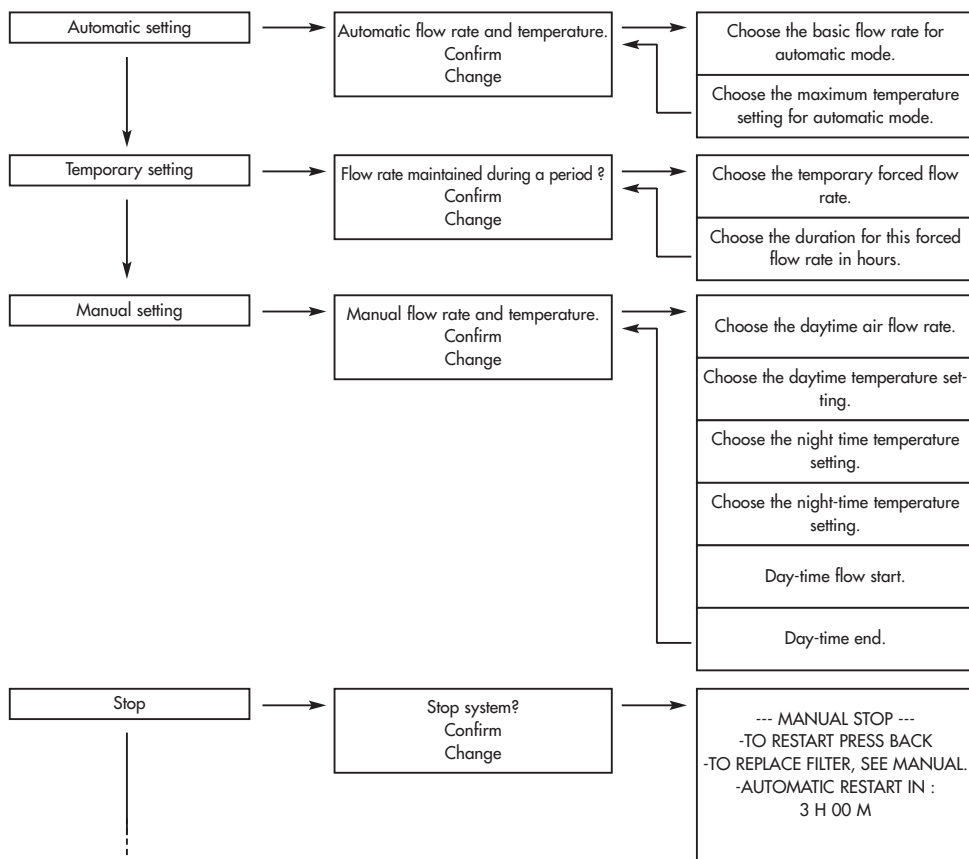 Automatic setting
Automatic flow rate and temperature.
Confirm
Change
Choose the basic flow rate for
automatic mode.
Choose the maximum temperature
setting for automatic mode.
Temporary setting
Flow rate maintained during a period ?
Confirm
Change
Choose the temporary forced flow
rate.
Choose the duration for this forced
flow rate in hours.
Manual setting
Manual flow rate and temperature.
Confirm
Change
Choose the daytime air flow rate.
Choose the daytime temperature set-
ting.
Choose the night time temperature
setting.
Choose the night-time temperature
setting.
Day-time flow start.
Day-time end.
Stop
Stop system?
Confirm
Change
--- MANUAL STOP ---
-TO RESTART PRESS BACK
-TO REPLACE FILTER, SEE MANUAL.
-AUTOMATIC RESTART IN :
3 H 00 M